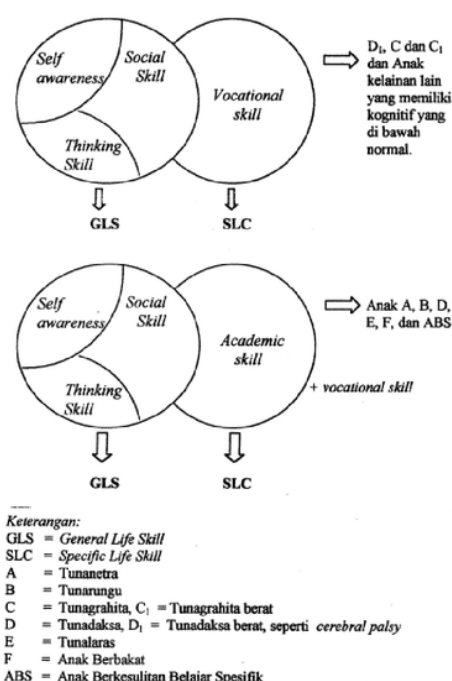 Self
awareness
Social
Skill
Thinking
Skill
Vocational
skill
D₁, C dan C₁
dan Anak
kelainan lain
yang memiliki
kognitif yang
di bawah
normal.
GLS
SLC
Self
awareness
Social
Skill
Thinking
Skill
Academic
skill
Anak A, B, D,
E, F, dan ABS
+ vocational skill
GLS
SLC
Keterangan:
GLS = General Life Skill
SLC = Specific Life Skill
A = Tunanetra
B = Tunarungu
C = Tunagrahita, C₁ = Tunagrahita berat
D = Tunadaksa, D₁ = Tunadaksa berat, seperti cerebral palsy
E = Tunalaras
F = Anak Berbakat
ABS = Anak Berkesulitan Belajar Spesifik